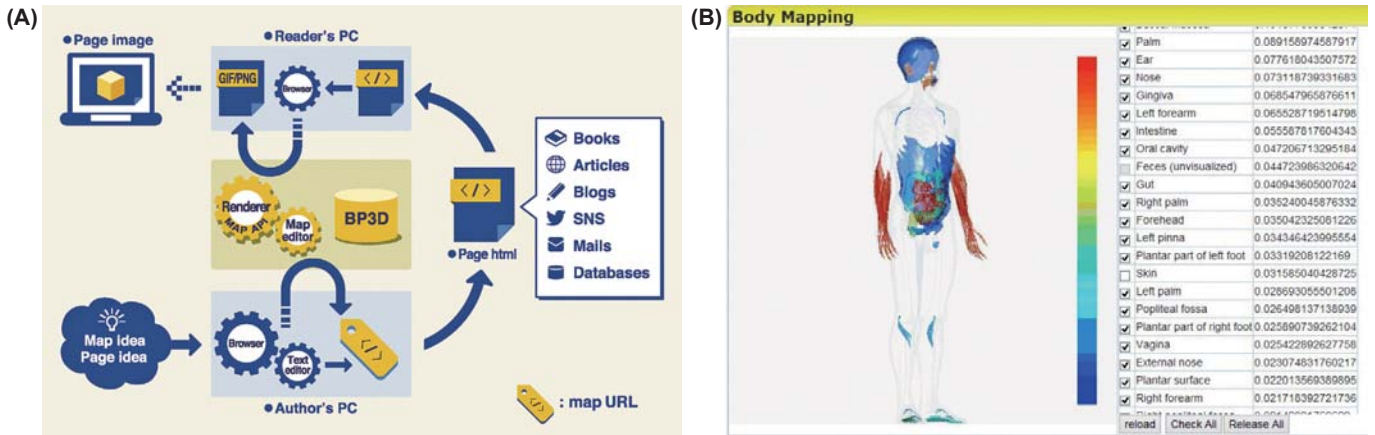 (A)
Page image
Reader's PC
GIF/PNG
Browser
</>
Renderer
MAP API
Map
editor
BP3D
</>
Page html
Books
Articles
Blogs
SNS
Mails
Databases
Map idea
Page idea
Browser
Text
editor
</>
Author's PC
</>
: map URL
(B)
Body Mapping
Palm 0.089158974587917
Ear 0.077618043507572
Nose 0.073118739331683
Gingiva 0.068547965876611
Left forearm 0.065528719514798
Intestine 0.055587817604343
Oral cavity 0.047206713295184
Feces (unvisualized) 0.044723986320642
Gut 0.040943605007024
Right palm 0.035240045876332
Forehead 0.035042325081226
Left pinna 0.034346423995554
Plantar part of left foot 0.03319208122169
Skin 0.031585040428725
Left palm 0.028693055501208
Popliteal fossa 0.026498137138939
Plantar part of right foot 0.025890739262104
Vagina 0.025422892627758
External nose 0.023074831760217
Plantar surface 0.022013569389895
Right forearm 0.021718392721736
reload Check All Release All